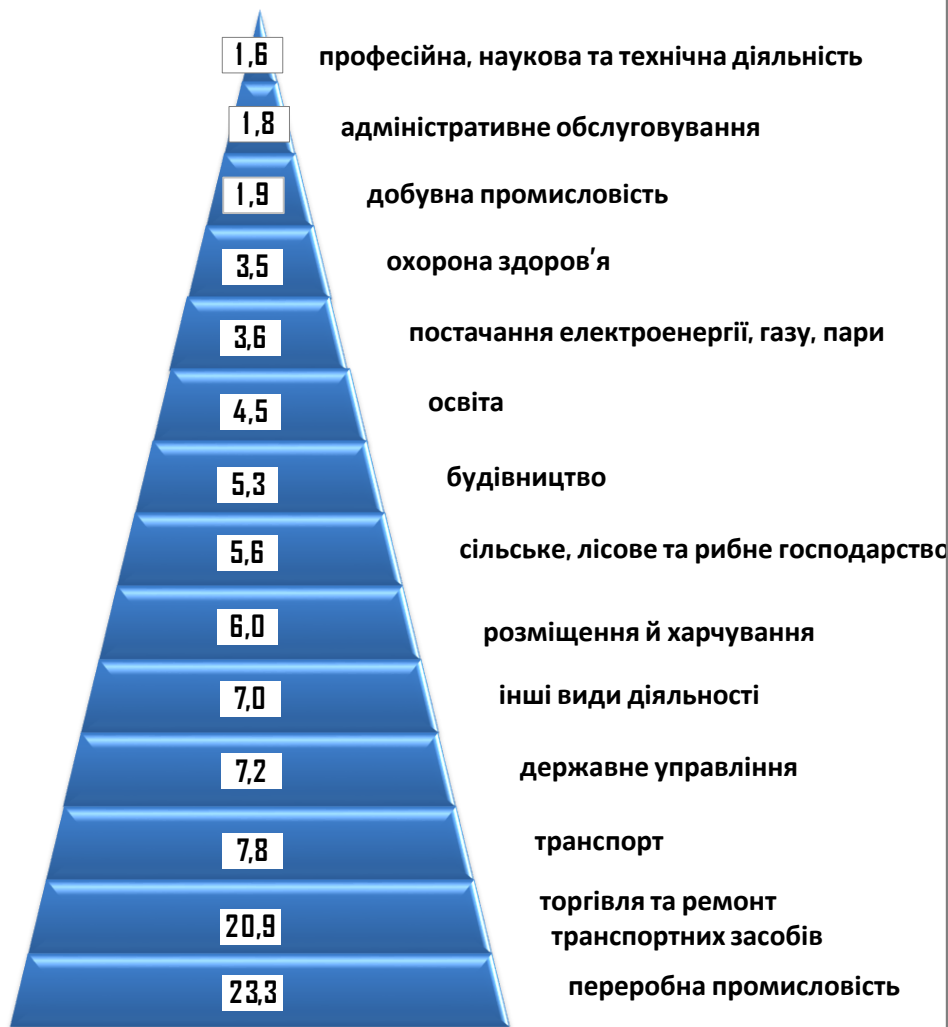 1,6 професійна, наукова та технічна діяльність
1,8 адміністративне обслуговування
1,9 добувна промисловість
3,5 охорона здоров'я
3,6 постачання електроенергії, газу, пари
4,5 освіта
5,3 будівництво
5,6 сільське, лісове та рибне господарство
6,0 розміщення й харчування
7,0 інші види діяльності
7,2 державне управління
7,8 транспорт
20,9 торгівля та ремонт
транспортних засобів
23,3 переробна промисловість